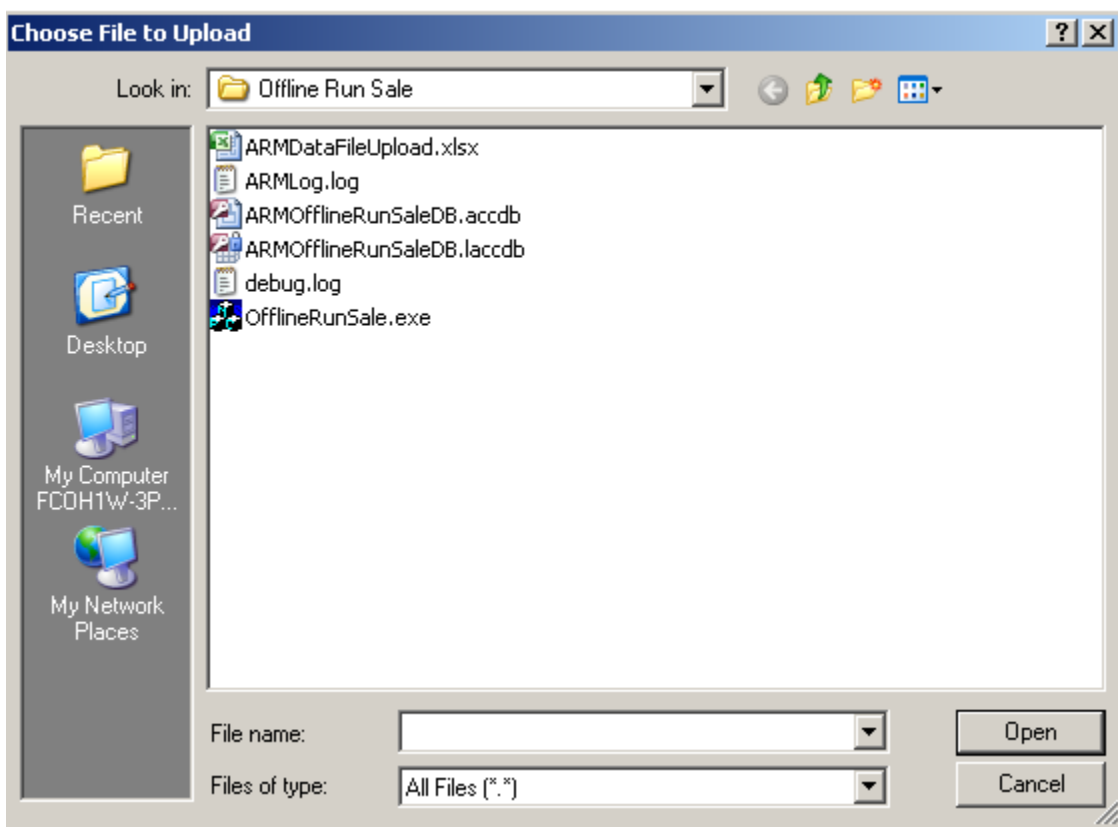 Choose File to Upload
Look in: Offline Run Sale
Recent
Desktop
My Computer
FC0H1W-3P...
My Network
Places
ARMDataFileUpload.xlsx
ARMLog.log
ARMOfflineRunSaleDB.accdb
ARMOfflineRunSaleDB.laccdb
debug.log
OfflineRunSale.exe
File name:
Open
Files of type: All Files (*.*)
Cancel